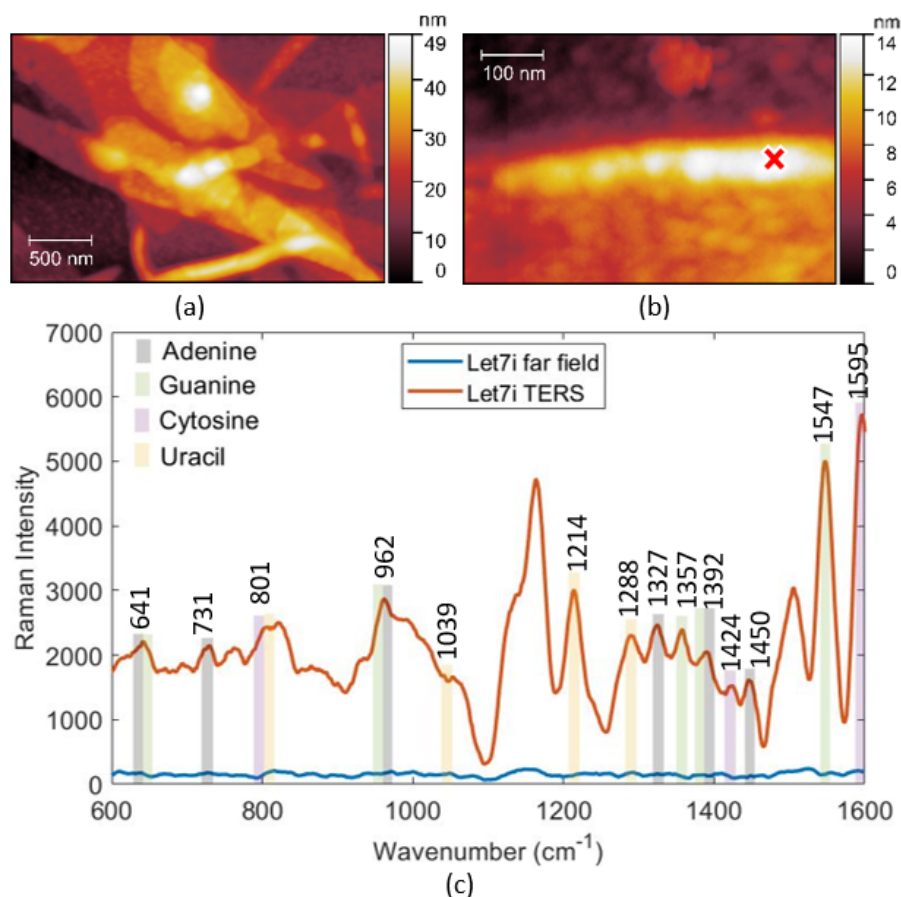 nm
49
40
30
20
10
0
500 nm
(a)
nm
14
12
10
8
6
4
2
0
100 nm
(b)
7000
6000
5000
4000
3000
2000
1000
0
Raman Intensity
Adenine
Guanine
Cytosine
Uracil
Let7i far field
Let7i TERS
641
731
801
962
1039
1214
1288
1327
1357
1392
1424
1450
1547
1595
600
800
1000
1200
1400
1600
Wavenumber (cm⁻¹)
(c)